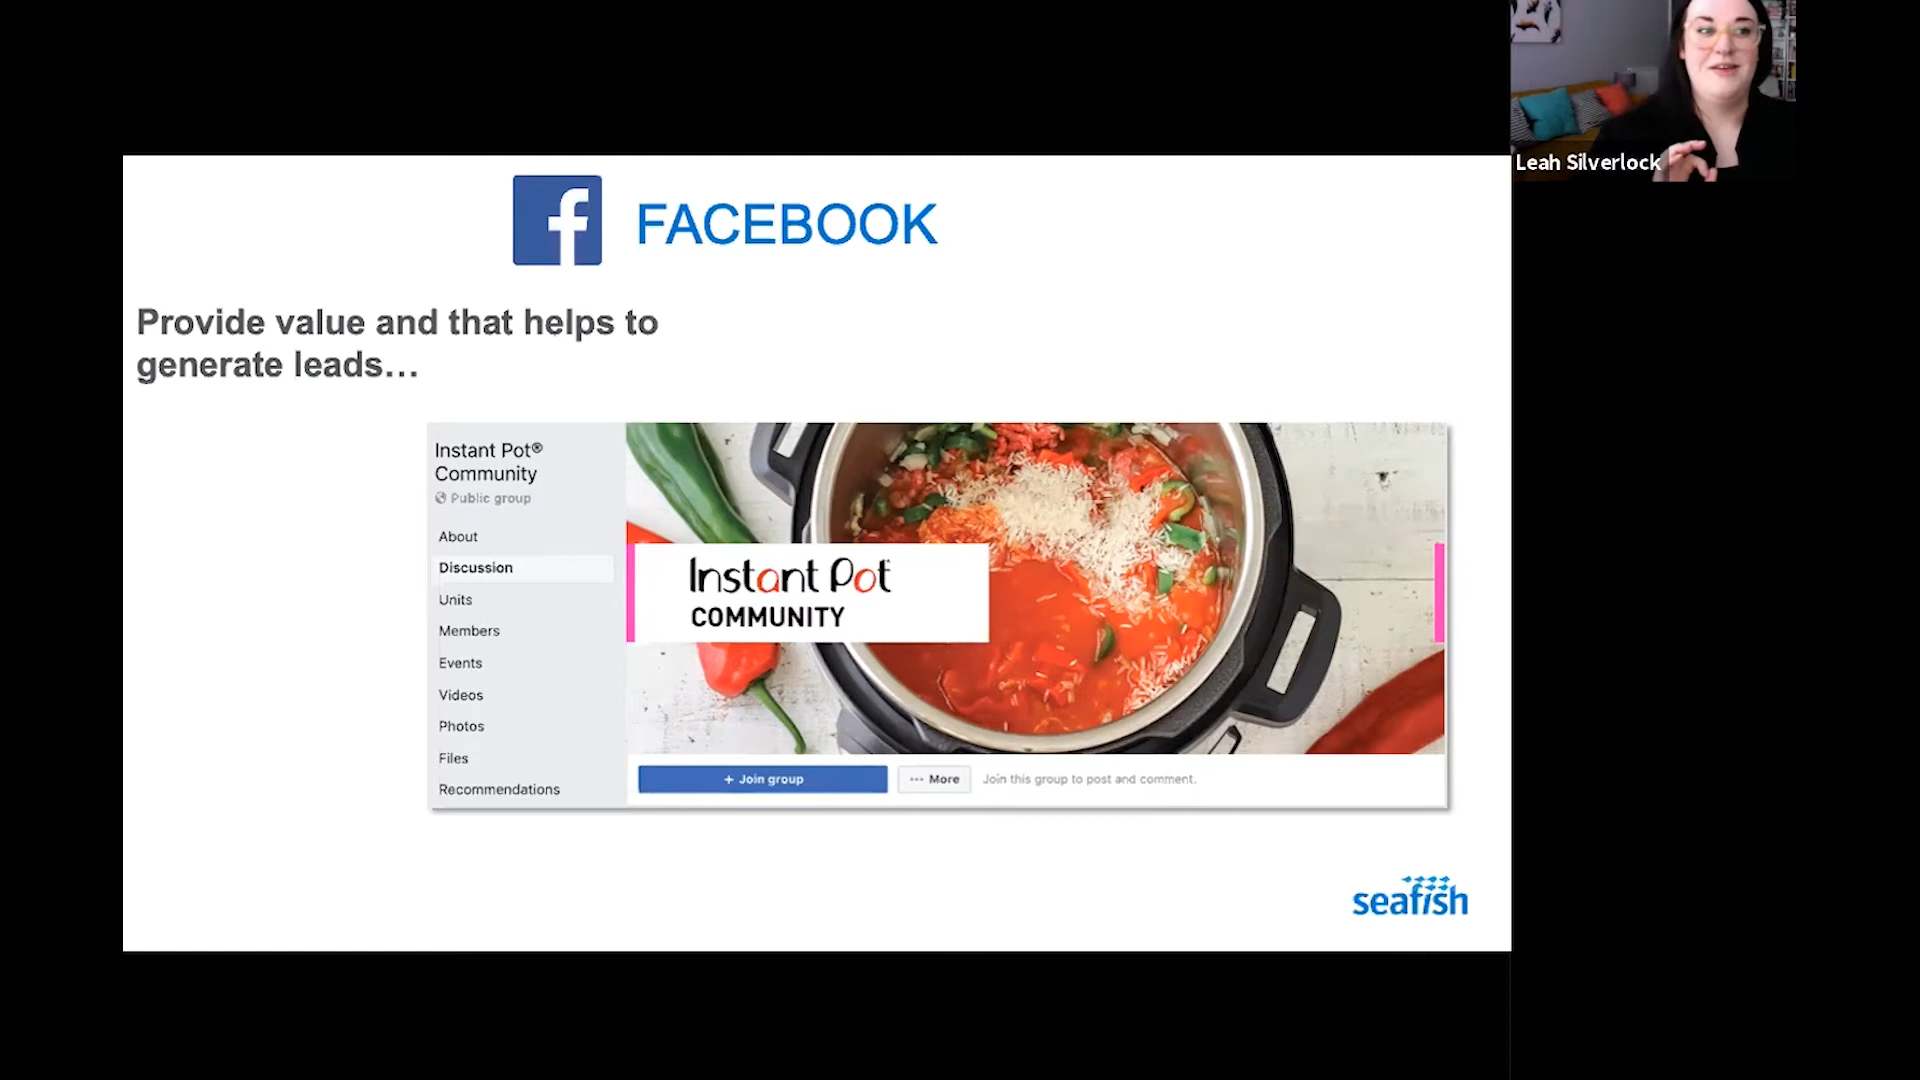 Leah Silverlock
f FACEBOOK
Provide value and that helps to
generate leads…
Instant Pot®
Community
Public group
About
Discussion
Units
Members
Events
Videos
Photos
Files
Recommendations
Instant Pot
COMMUNITY
+ Join group
••• More
Join this group to post and comment.
seafish